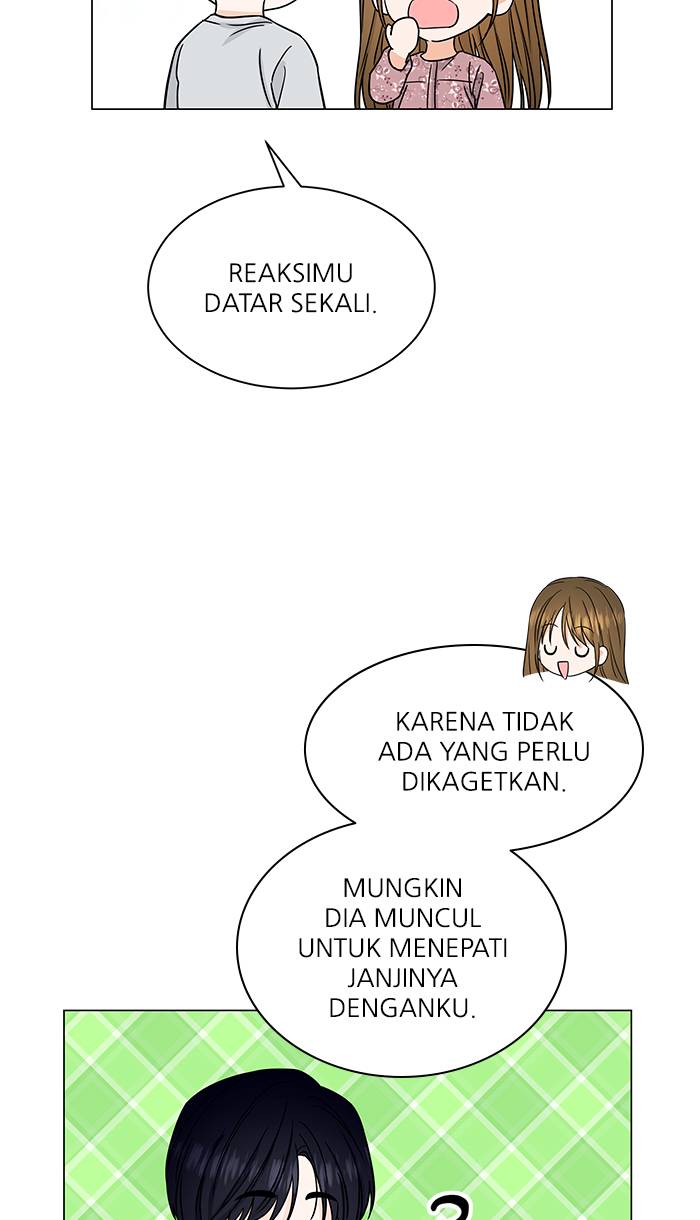 REAKSIMU
DATAR SEKALI.
KARENA TIDAK
ADA YANG PERLU
DIKAGETKAN.
MUNGKIN
DIA MUNCUL
UNTUK MENEPATI
JANJINYA
DENGANKU.
?